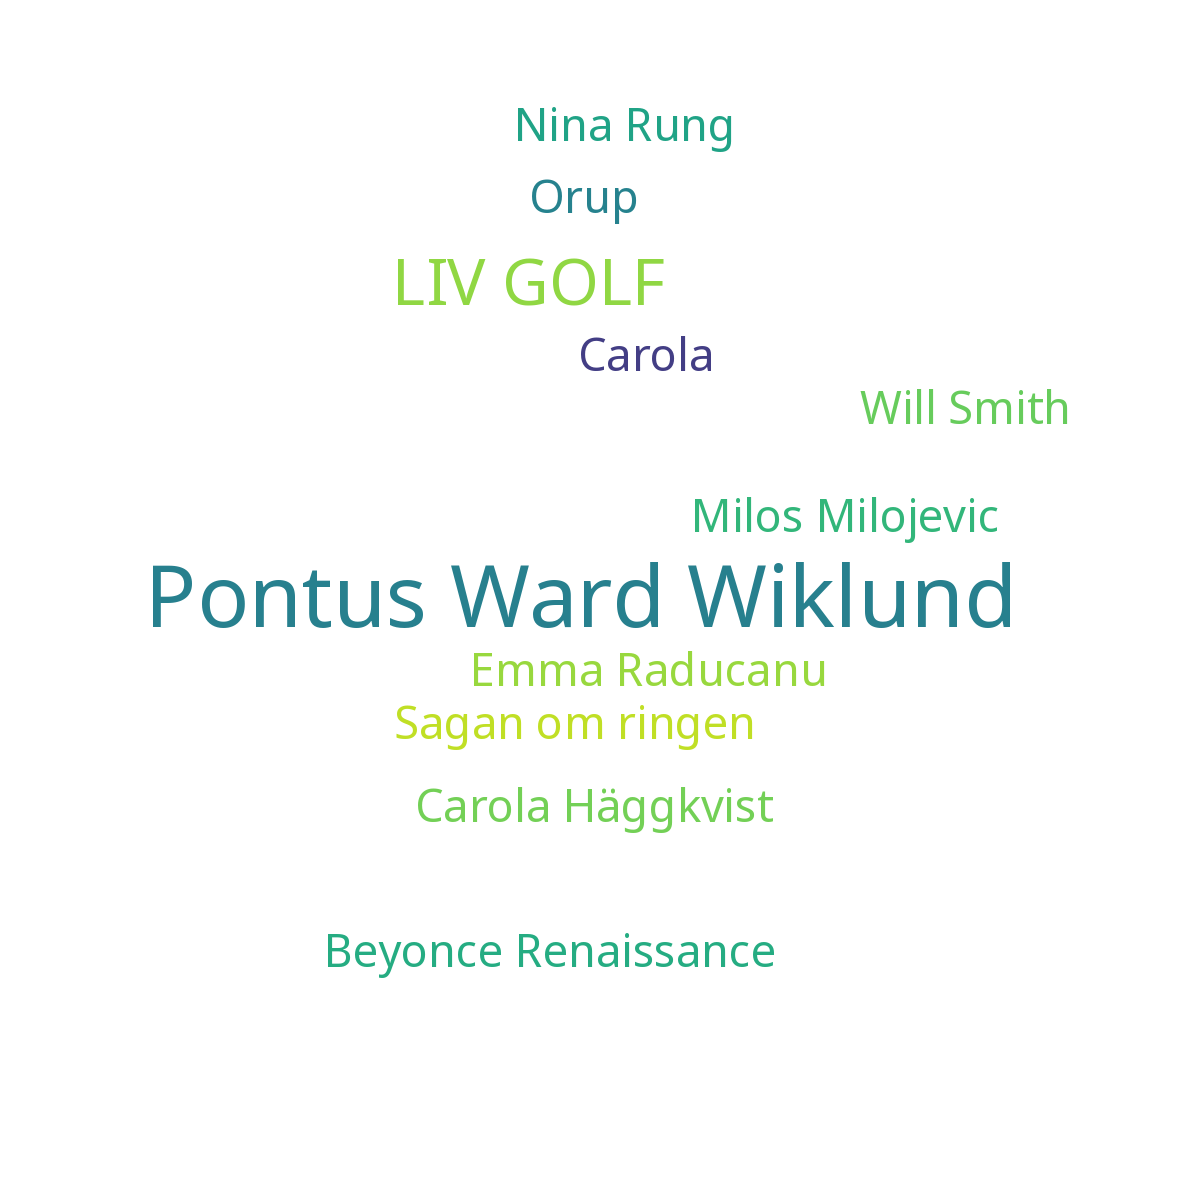 Nina Rung
Orup
LIV GOLF
Carola
Will Smith
Milos Milojevic
Pontus Ward Wiklund
Emma Raducanu
Sagan om ringen
Carola Häggkvist
Beyonce Renaissance